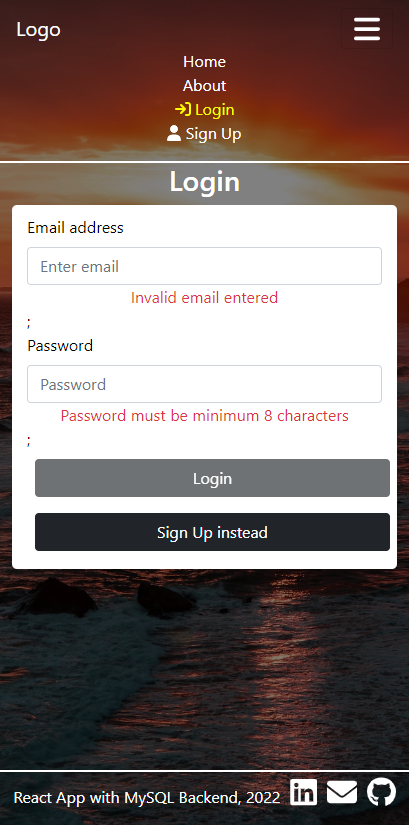 Logo
Home
About
Login
Sign Up
Login
Email address
Enter email
Invalid email entered
;
Password
Password
Password must be minimum 8 characters
;
Login
Sign Up instead
React App with MySQL Backend, 2022